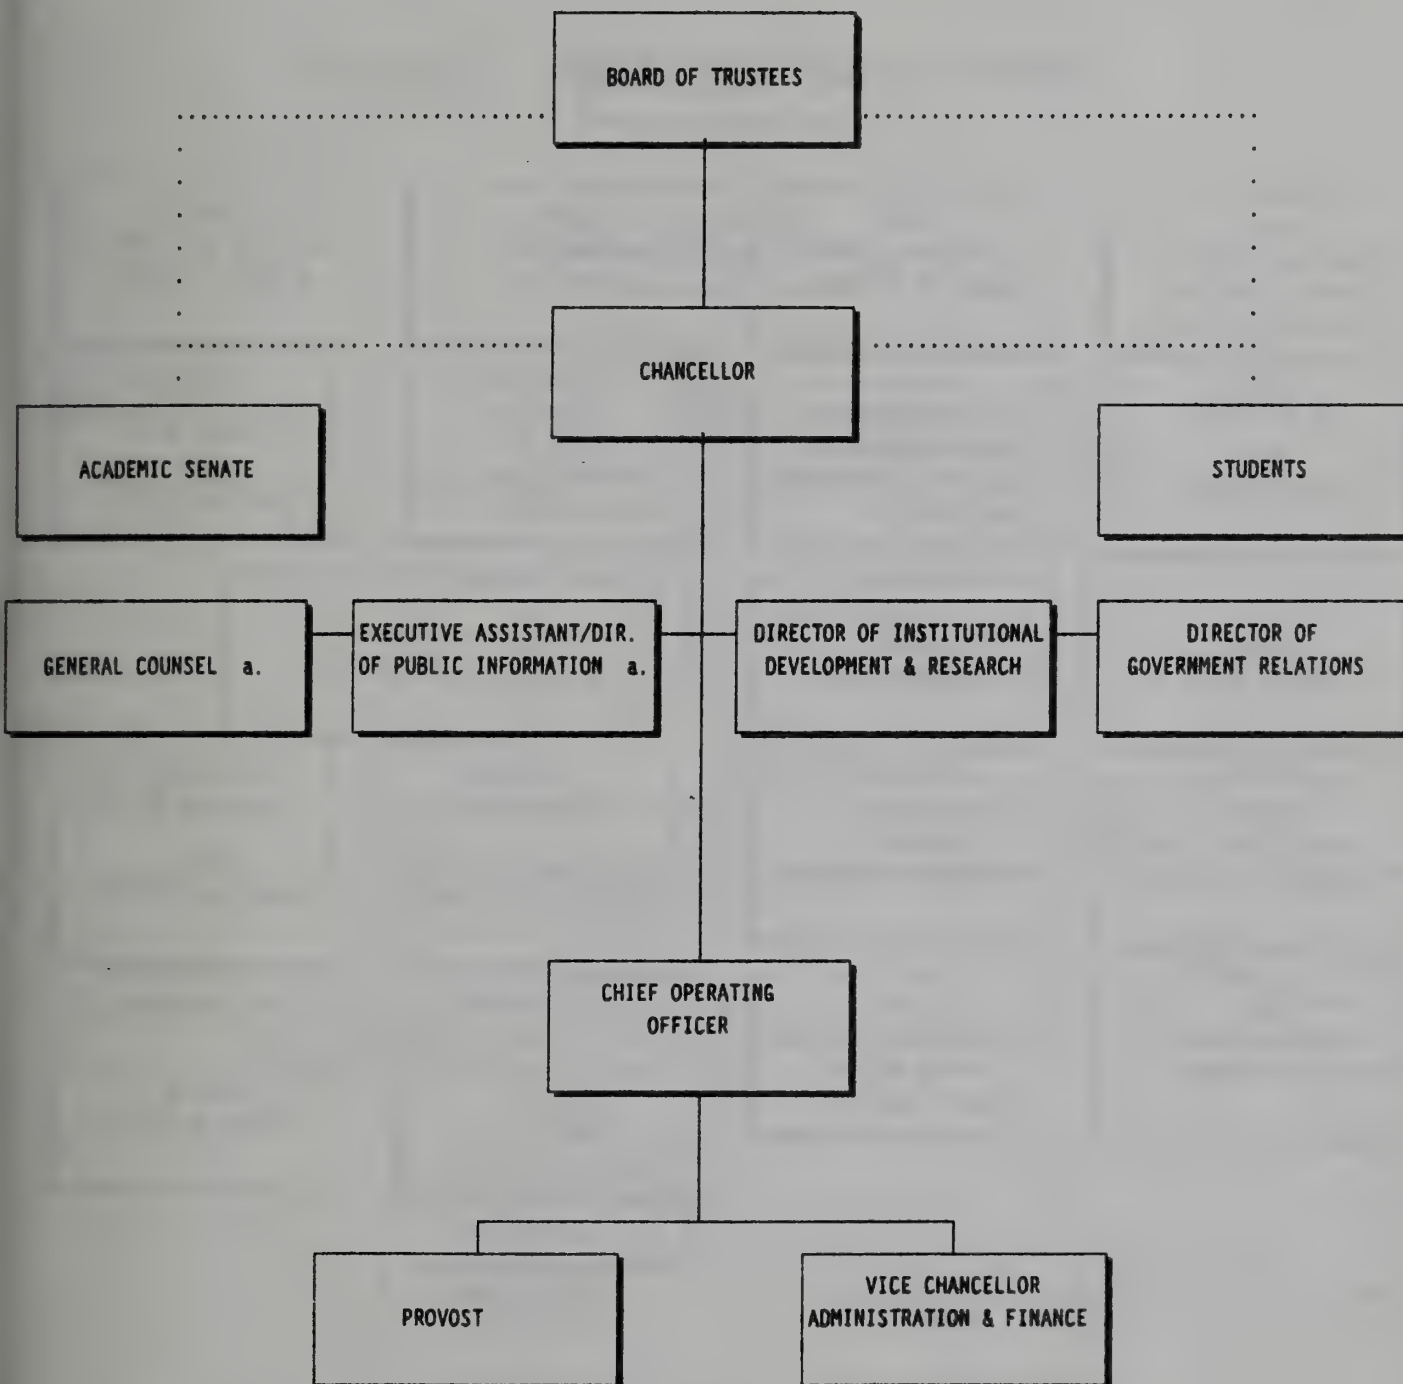 BOARD OF TRUSTEES
CHANCELLOR
ACADEMIC SENATE
STUDENTS
GENERAL COUNSEL a.
EXECUTIVE ASSISTANT/DIR.
OF PUBLIC INFORMATION a.
DIRECTOR OF INSTITUTIONAL
DEVELOPMENT & RESEARCH
DIRECTOR OF
GOVERNMENT RELATIONS
CHIEF OPERATING
OFFICER
PROVOST
VICE CHANCELLOR
ADMINISTRATION & FINANCE